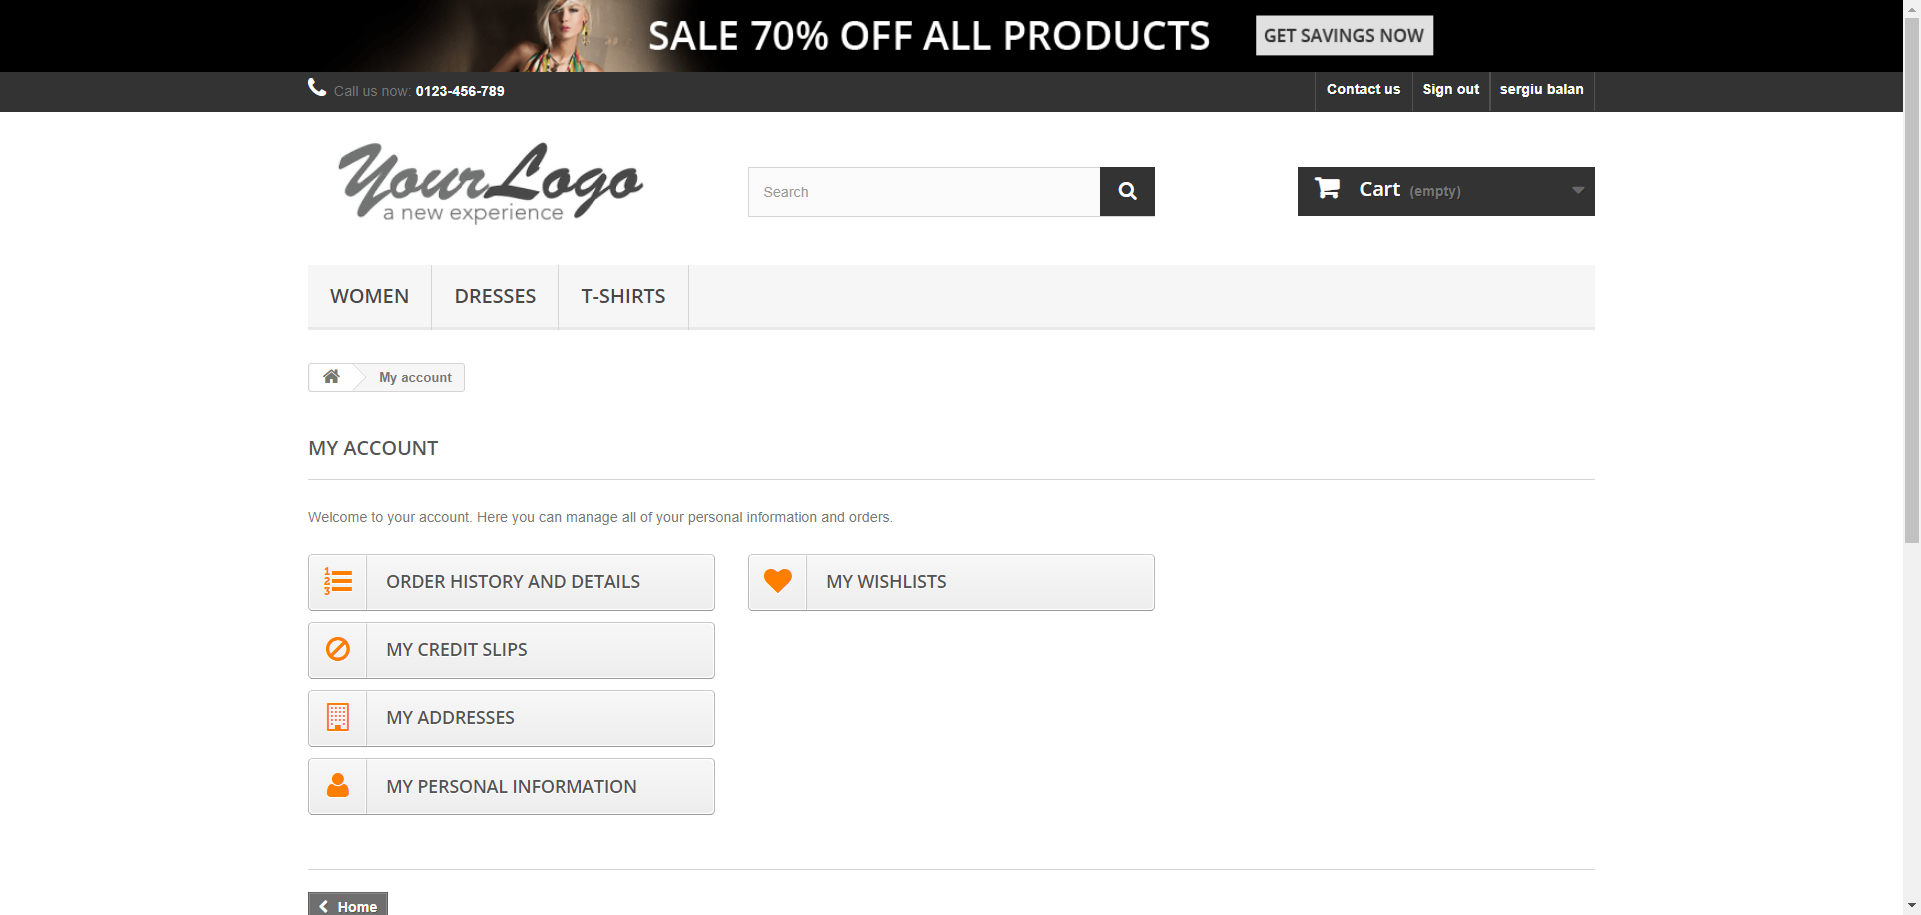 SALE 70% OFF ALL PRODUCTS
GET SAVINGS NOW
Call us now: 0123-456-789
Contact us
Sign out
sergiu balan
YourLogo
a new experience
Search
Cart (empty)
WOMEN
DRESSES
T-SHIRTS
My account
MY ACCOUNT
Welcome to your account. Here you can manage all of your personal information and orders.
1
2
3
ORDER HISTORY AND DETAILS
MY WISHLISTS
MY CREDIT SLIPS
MY ADDRESSES
MY PERSONAL INFORMATION
Home